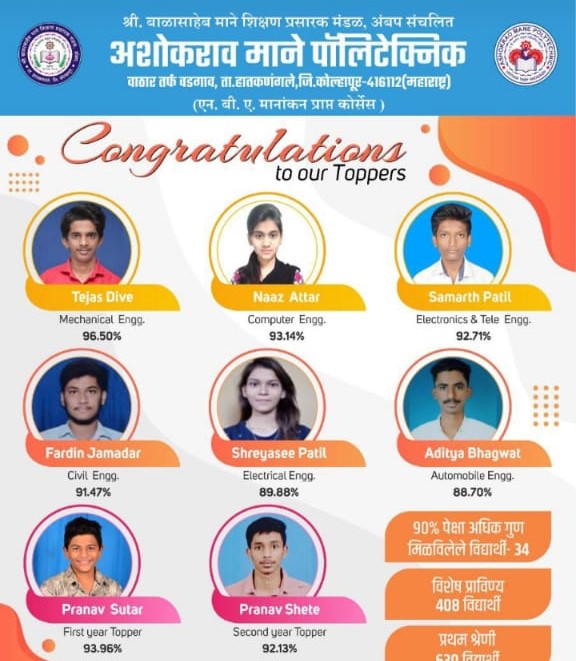 श्री. बाळासाहेब माने शिक्षण प्रसारक मंडळ, अंबप संचलित
अशोकराव माने पॉलिटेक्निक
वाठार तर्फ वडगाव, ता.हातकणंगले,जि.कोल्हापूर-416112(महाराष्ट्र)
(एन. बी. ए. मानांकन प्राप्त कोर्सेस )
Congratulations
to our Toppers
Tejas Dive
Mechanical Engg.
96.50%
Naaz Attar
Computer Engg.
93.14%
Samarth Patil
Electronics & Tele Engg.
92.71%
Fardin Jamadar
Civil Engg.
91.47%
Shreyasee Patil
Electrical Engg.
89.88%
Aditya Bhagwat
Automobile Engg.
88.70%
Pranav Sutar
First year Topper
93.96%
Pranav Shete
Second year Topper
92.13%
90% पेक्षा अधिक गुण
मिळविलेले विद्यार्थी- 34
विशेष प्राविण्य
408 विद्यार्थी
प्रथम श्रेणी
630 विद्यार्थी